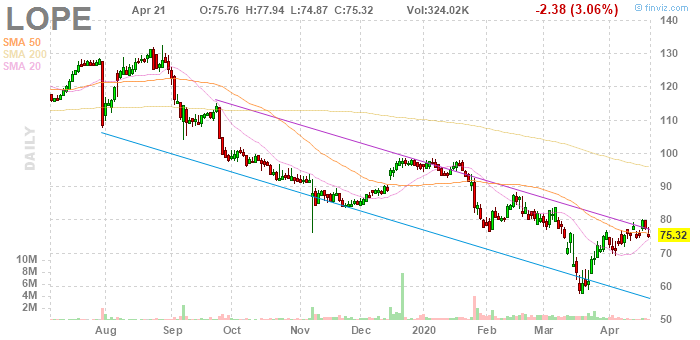 LOPE Apr 21 O:75.76 H:77.94 L:74.87 C:75.32 Vol:324.02K -2.38 (3.06%) © finviz.com
SMA 50
SMA 200
SMA 20
DAILY
140
130
120
110
100
90
80
75.32
70
60
50
10M
8M
6M
4M
2M
Aug Sep Oct Nov Dec 2020 Feb Mar Apr